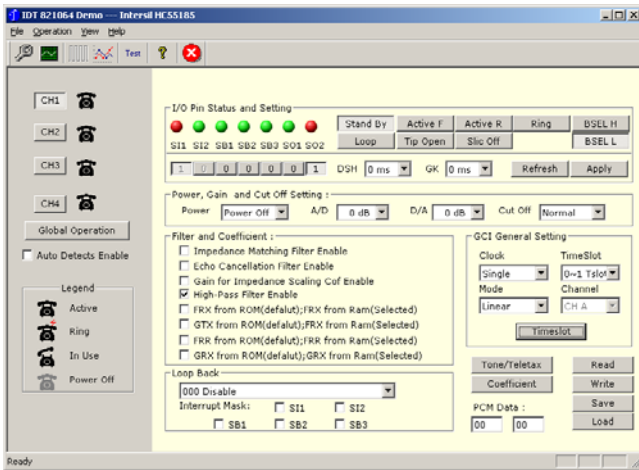 IDT 821064 Demo --- Intersil HC55185
File Operation View Help
Test
CH1
CH2
CH3
CH4
Global Operation
Auto Detects Enable
Legend
Active
Ring
In Use
Power Off
I/O Pin Status and Setting
SI1 SI2 SB1 SB2 SB3 SO1 SO2
Stand By Active F Active R Ring BSEL H
Loop Tip Open Slic Off BSEL L
1 0 0 0 0 0 1 DSH 0 ms GK 0 ms Refresh Apply
Power, Gain and Cut Off Setting :
Power Power Off A/D 0 dB D/A 0 dB Cut Off Normal
Filter and Coefficient :
Impedance Matching Filter Enable
Echo Cancellation Filter Enable
Gain for Impedance Scaling Cof Enable
High-Pass Filter Enable
FRX from ROM(defalut);FRX from Ram(Selected)
GTX from ROM(defalut);FRX from Ram(Selected)
FRR from ROM(defalut);FRX from Ram(Selected)
GRX from ROM(defalut);GRX from Ram(Selected)
GCI General Setting
Clock TimeSlot
Single 0~1 Tslot
Mode Channel
Linear CH A
Timeslot
Loop Back
000 Disable
Interrupt Mask: SI1 SI2
SB1 SB2 SB3
Tone/Teletax Read
Coefficient Write
PCM Data : Save
00 00 Load
Ready